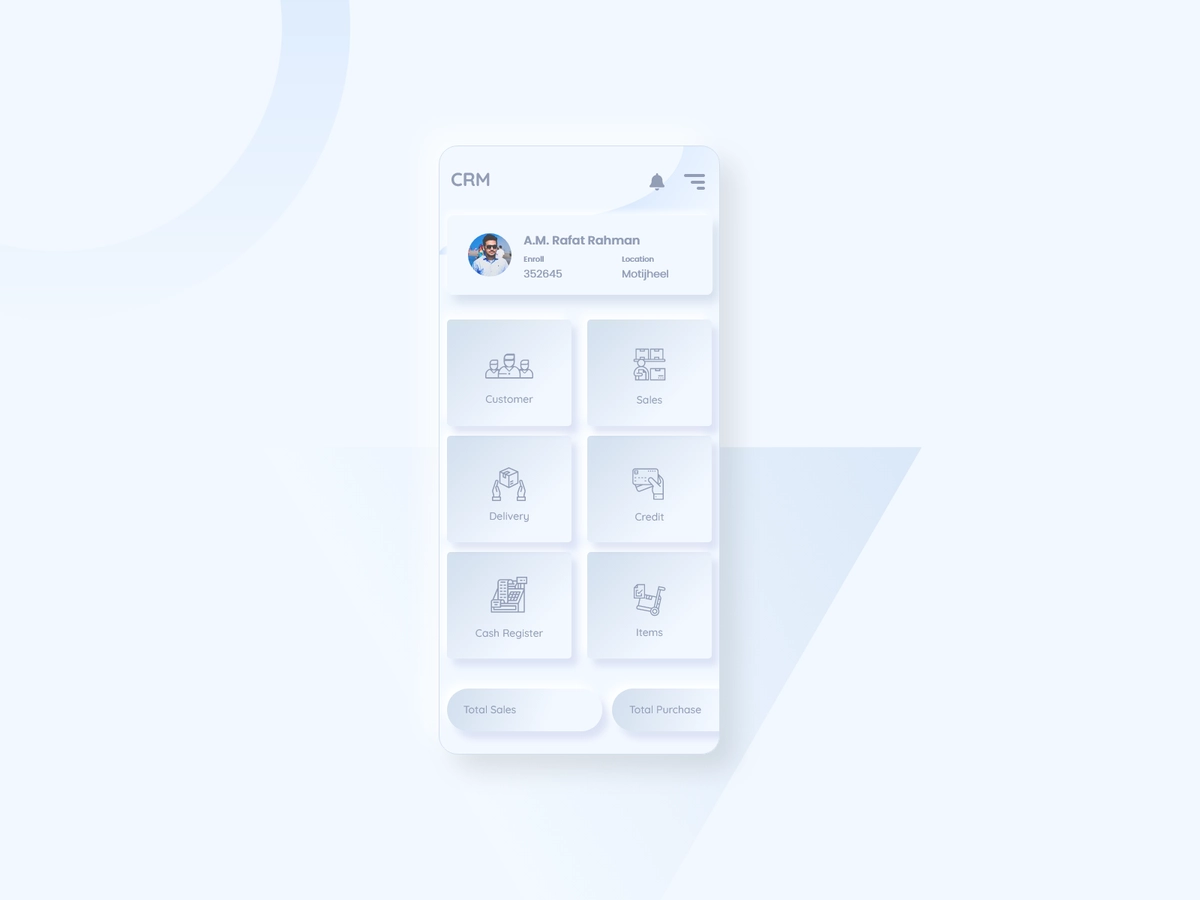 CRM
A.M. Rafat Rahman
Enroll Location
352645 Motijheel
Customer Sales
Delivery Credit
Cash Register Items
Total Sales Total Purchase